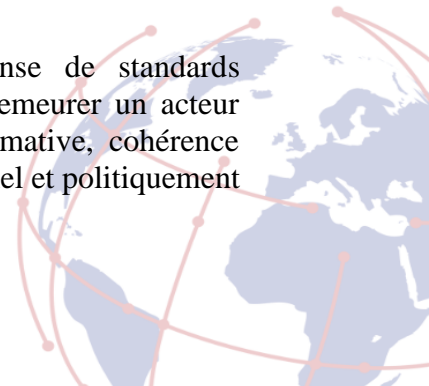 nse de standards
emeurer un acteur
mative, cohérence
el et politiquement